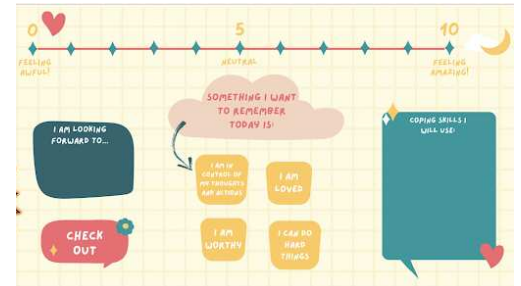 0
5
10
FEELING
AWFUL!
NEUTRAL
FEELING
AMAZING!
SOMETHING I WANT
TO REMEMBER
TODAY IS:
I AM LOOKING
FORWARD TO...
COPING SKILLS I
WILL USE:
I AM IN
CONTROL OF
MY THOUGHTS
AND ACTIONS
I AM
LOVED
CHECK
OUT
I AM
WORTHY
I CAN DO
HARD
THINGS